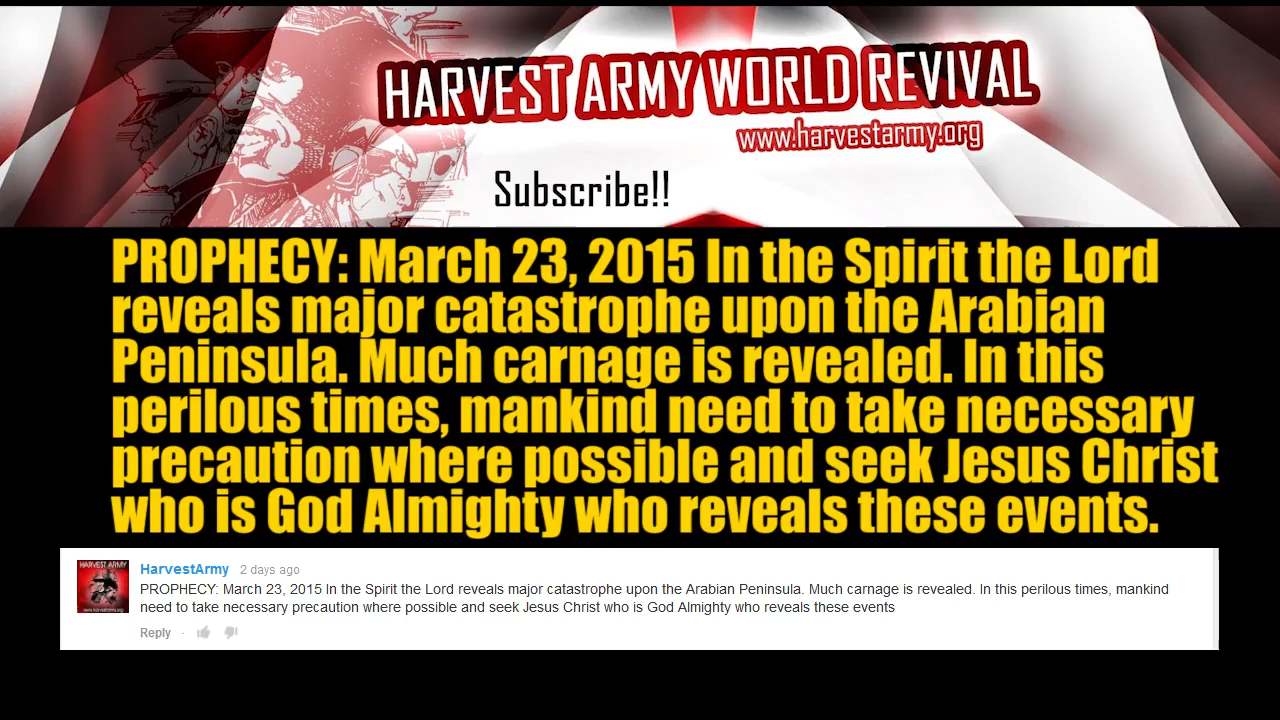 HARVEST ARMY WORLD REVIVAL
www.harvestarmy.org
Subscribe!!
PROPHECY: March 23, 2015 In the Spirit the Lord
reveals major catastrophe upon the Arabian
Peninsula. Much carnage is revealed. In this
perilous times, mankind need to take necessary
precaution where possible and seek Jesus Christ
who is God Almighty who reveals these events.
HARVEST ARMY
www.harvestarmy.org
HarvestArmy 2 days ago
PROPHECY: March 23, 2015 In the Spirit the Lord reveals major catastrophe upon the Arabian Peninsula. Much carnage is revealed. In this perilous times, mankind
need to take necessary precaution where possible and seek Jesus Christ who is God Almighty who reveals these events
Reply ·